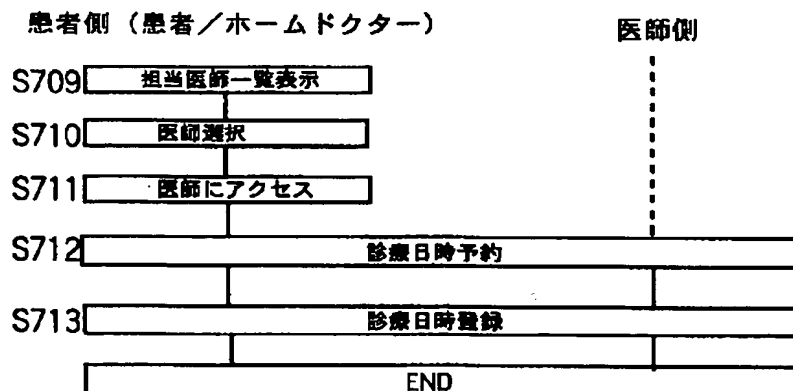 患者側（患者／ホームドクター）
医師側
S709 担当医師一覧表示
S710 医師選択
S711 医師にアクセス
S712 診療日時予約
S713 診療日時登録
END